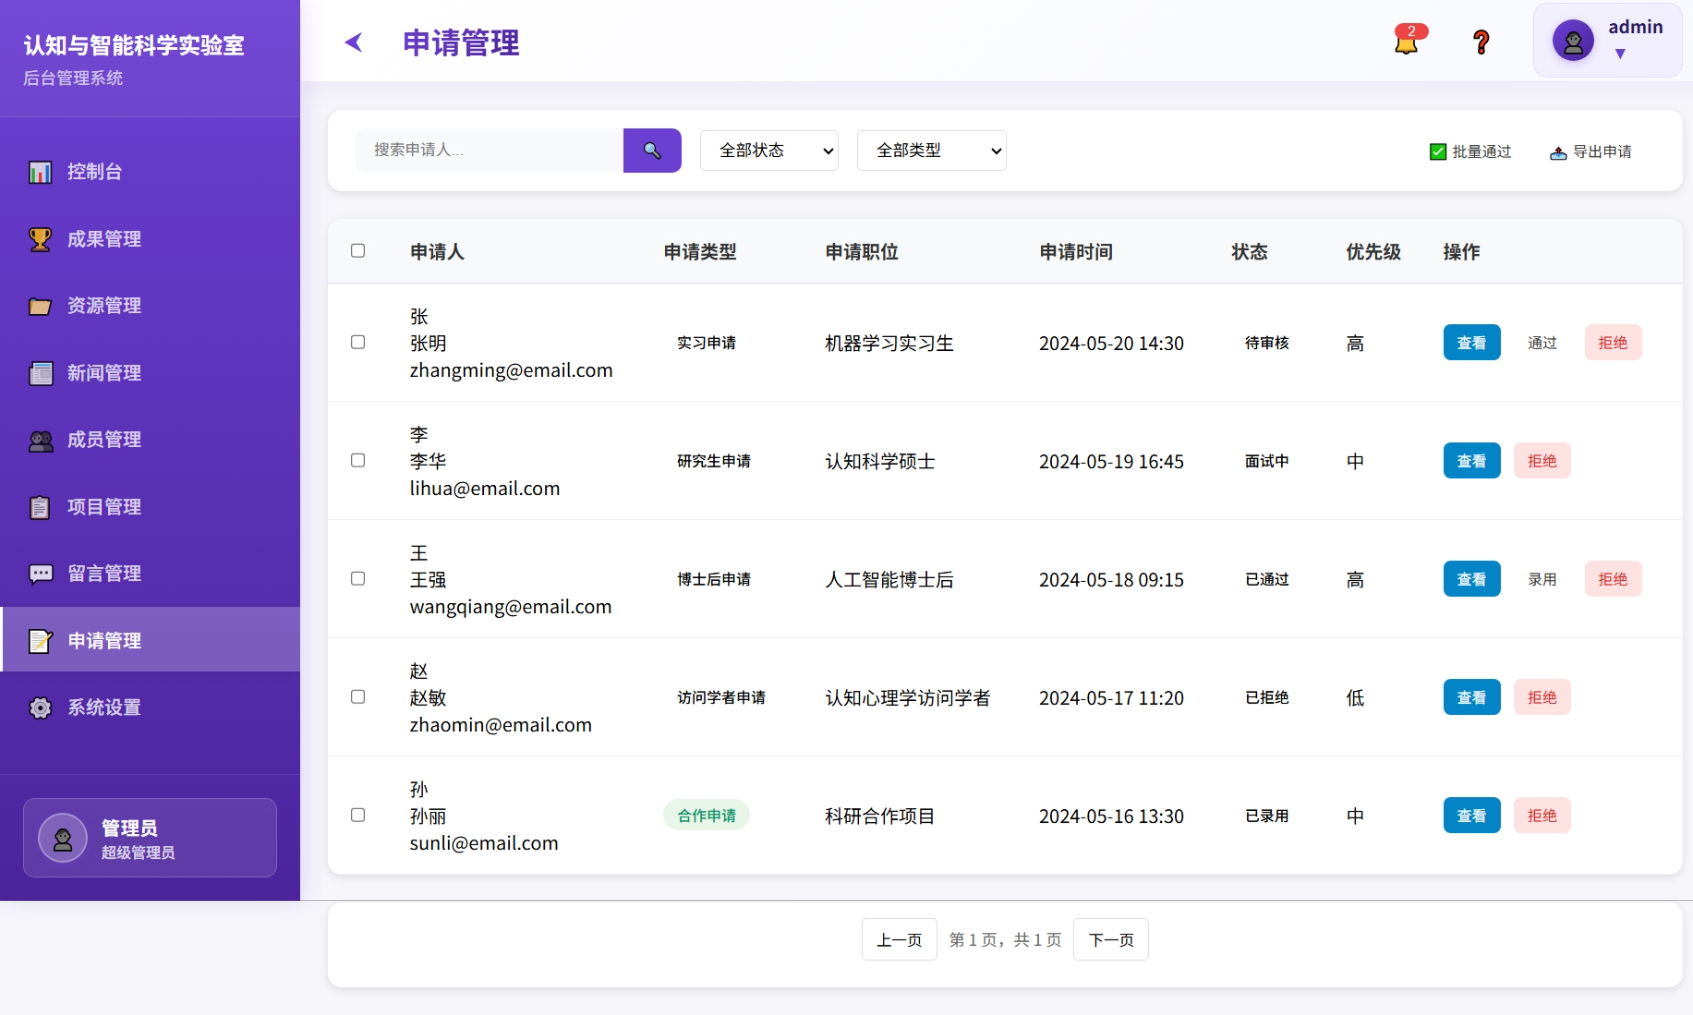 认知与智能科学实验室
后台管理系统
控制台
成果管理
资源管理
新闻管理
成员管理
项目管理
留言管理
申请管理
系统设置
管理员
超级管理员
申请管理
2
admin
搜索申请人...
全部状态
全部类型
批量通过
导出申请
申请人 申请类型 申请职位 申请时间 状态 优先级 操作
张
张明
zhangming@email.com
实习申请 机器学习实习生 2024-05-20 14:30 待审核 高 查看 通过 拒绝
李
李华
lihua@email.com
研究生申请 认知科学硕士 2024-05-19 16:45 面试中 中 查看 拒绝
王
王强
wangqiang@email.com
博士后申请 人工智能博士后 2024-05-18 09:15 已通过 高 查看 录用 拒绝
赵
赵敏
zhaomin@email.com
访问学者申请 认知心理学访问学者 2024-05-17 11:20 已拒绝 低 查看 拒绝
孙
孙丽
sunli@email.com
合作申请 科研合作项目 2024-05-16 13:30 已录用 中 查看 拒绝
上一页 第 1 页，共 1 页 下一页